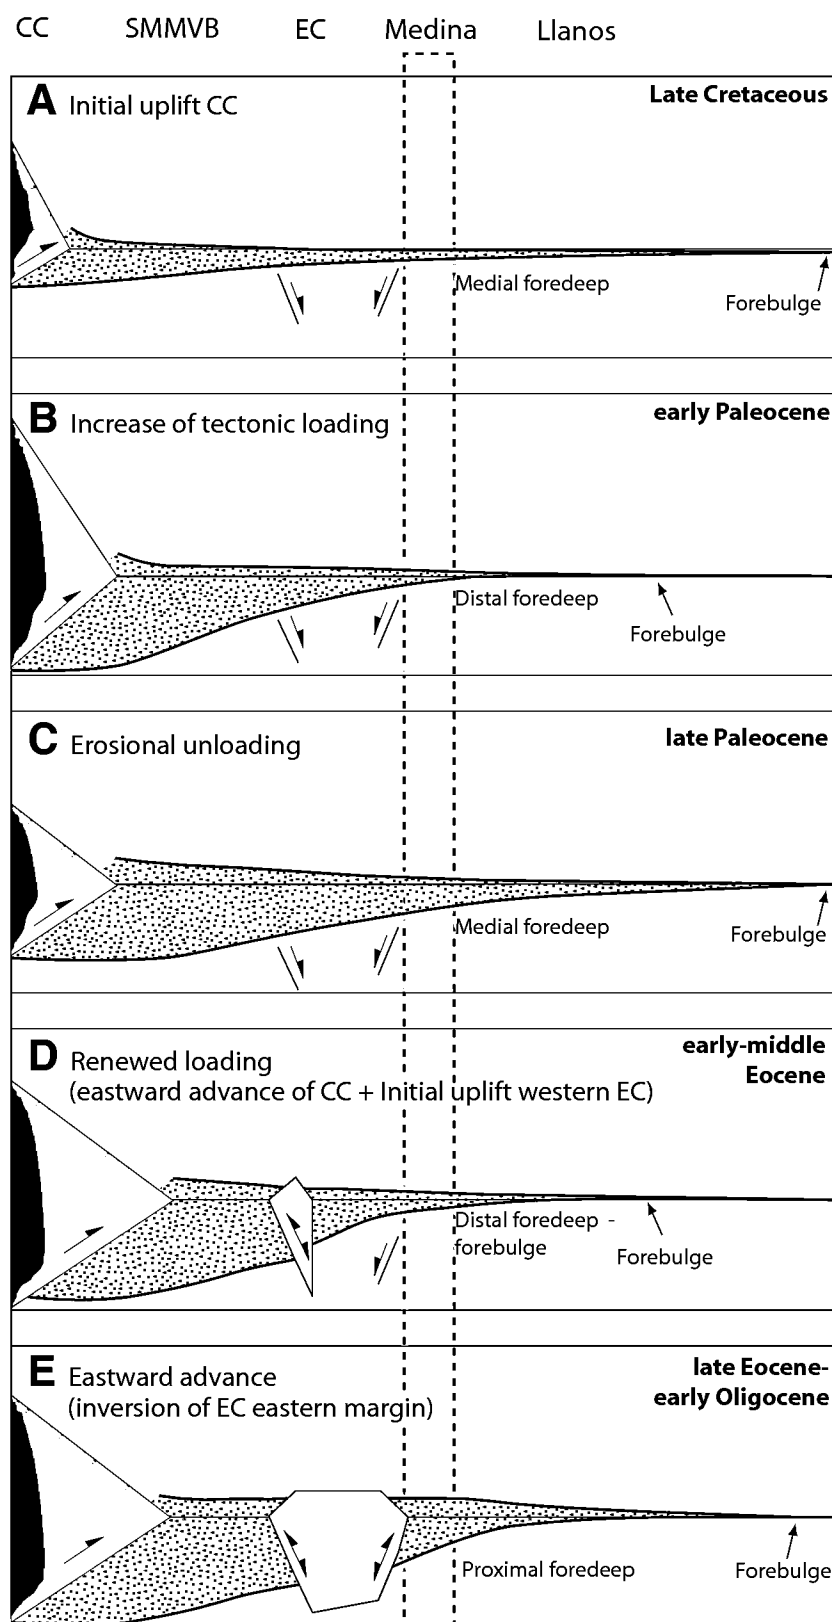 CC SMMVB EC Medina Llanos
A Initial uplift CC
Late Cretaceous
Medial foredeep
Forebulge
B Increase of tectonic loading
early Paleocene
Distal foredeep
Forebulge
C Erosional unloading
late Paleocene
Medial foredeep
Forebulge
D Renewed loading
(eastward advance of CC + Initial uplift western EC)
early-middle
Eocene
Distal foredeep -
forebulge
Forebulge
E Eastward advance
(inversion of EC eastern margin)
late Eocene-
early Oligocene
Proximal foredeep
Forebulge